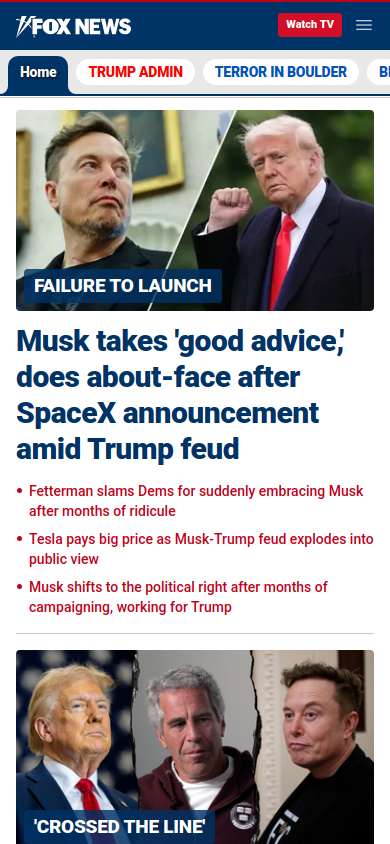 FOX NEWS
Watch TV
Home
TRUMP ADMIN
TERROR IN BOULDER
FAILURE TO LAUNCH
Musk takes 'good advice,'
does about-face after
SpaceX announcement
amid Trump feud
• Fetterman slams Dems for suddenly embracing Musk
after months of ridicule
• Tesla pays big price as Musk-Trump feud explodes into
public view
• Musk shifts to the political right after months of
campaigning, working for Trump
'CROSSED THE LINE'